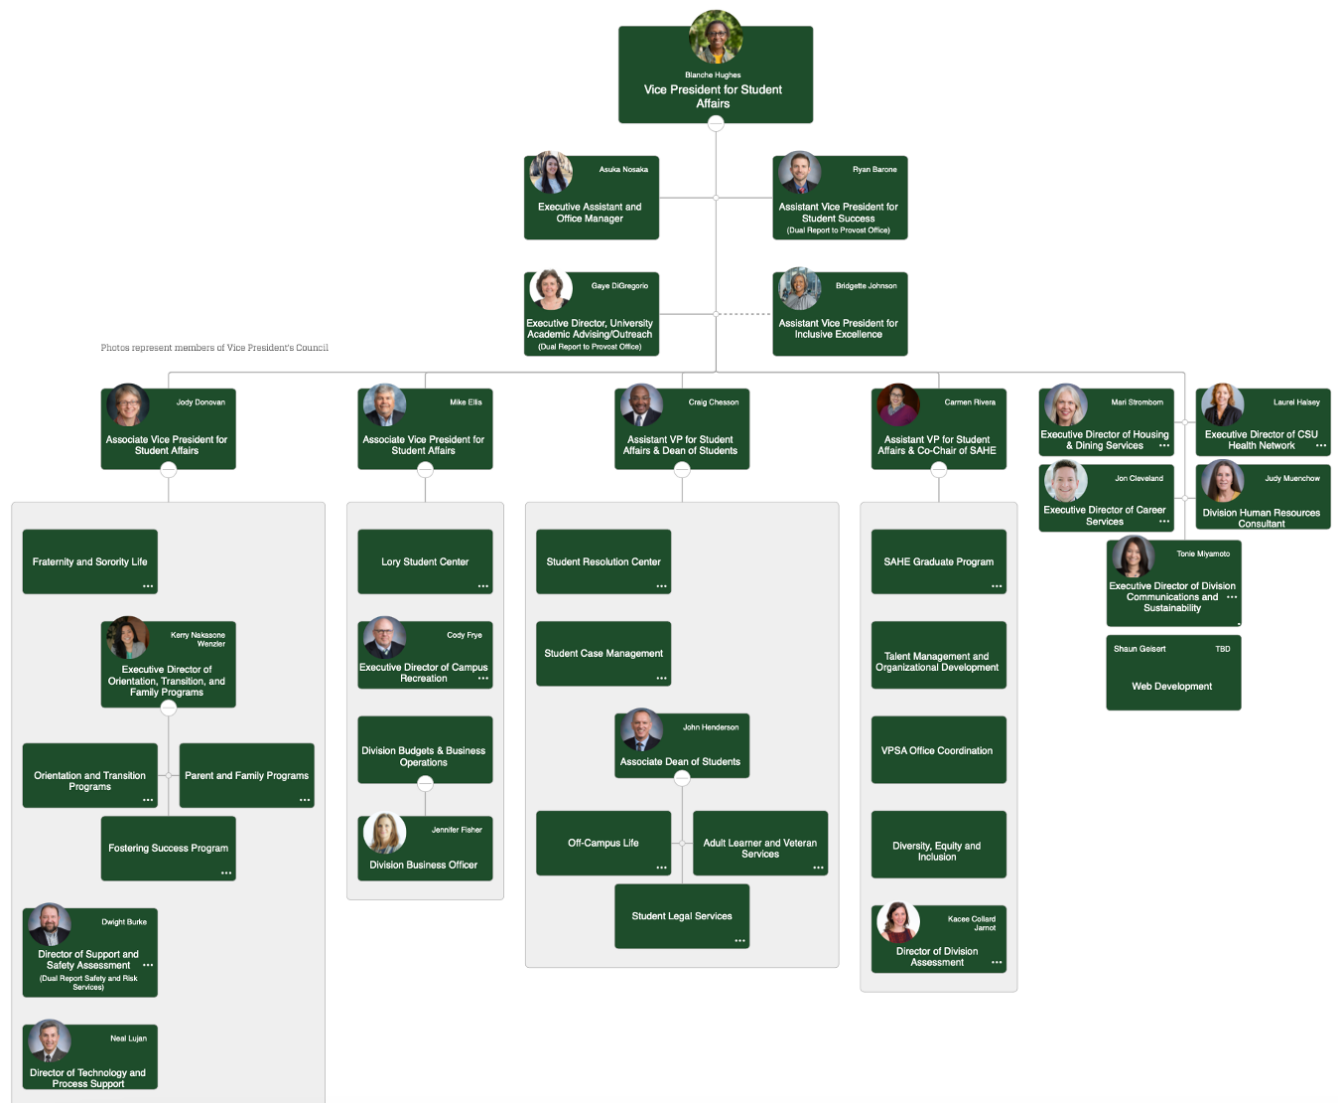 Blanche Hughes
Vice President for Student
Affairs
Asuka Nosaka
Executive Assistant and
Office Manager
Ryan Barone
Assistant Vice President for
Student Success
(Dual Report to Provost Office)
Gaye DiGregorio
Executive Director, University
Academic Advising/Outreach
(Dual Report to Provost Office)
Bridgette Johnson
Assistant Vice President for
Inclusive Excellence
Photos represent members of Vice President's Council
Jody Donovan
Associate Vice President for
Student Affairs
Mike Ellis
Associate Vice President for
Student Affairs
Craig Chesson
Assistant VP for Student
Affairs & Dean of Students
Carmen Rivera
Assistant VP for Student
Affairs & Co-Chair of SAHE
Mari Strombom
Executive Director of Housing
& Dining Services
Laurel Halsey
Executive Director of CSU
Health Network
Jon Cleveland
Executive Director of Career
Services
Judy Muenchow
Division Human Resources
Consultant
Tonie Miyamoto
Executive Director of Division
Communications and
Sustainability
Shaun Geisert
TBD
Web Development
Fraternity and Sorority Life
Kerry Nakasone
Wenzler
Executive Director of
Orientation, Transition, and
Family Programs
Orientation and Transition
Programs
Parent and Family Programs
Fostering Success Program
Dwight Burke
Director of Support and
Safety Assessment
(Dual Report Safety and Risk
Services)
Neal Lujan
Director of Technology and
Process Support
Lory Student Center
Cody Frye
Executive Director of Campus
Recreation
Division Budgets & Business
Operations
Jennifer Fisher
Division Business Officer
Student Resolution Center
Student Case Management
John Henderson
Associate Dean of Students
Off-Campus Life
Adult Learner and Veteran
Services
Student Legal Services
SAHE Graduate Program
Talent Management and
Organizational Development
VPSA Office Coordination
Diversity, Equity and
Inclusion
Kacee Collard
Jarnot
Director of Division
Assessment